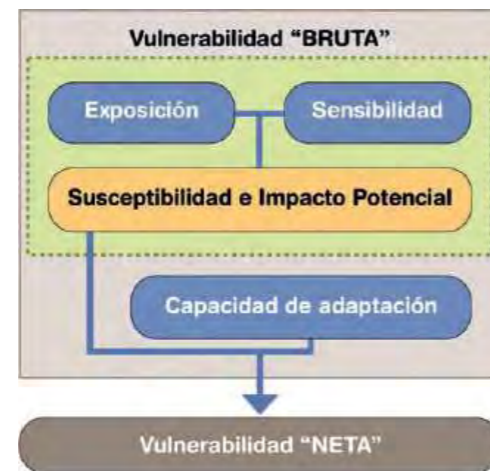 Vulnerabilidad “BRUTA”
Exposición
Sensibilidad
Susceptibilidad e Impacto Potencial
Capacidad de adaptación
Vulnerabilidad “NETA”